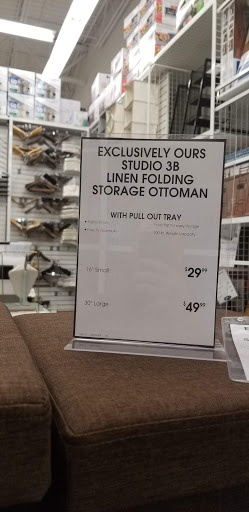 EXCLUSIVELY OURS
STUDIO 3B
LINEN FOLDING
STORAGE OTTOMAN
WITH PULL OUT TRAY
16" Small $29.99
30" Large $49.99